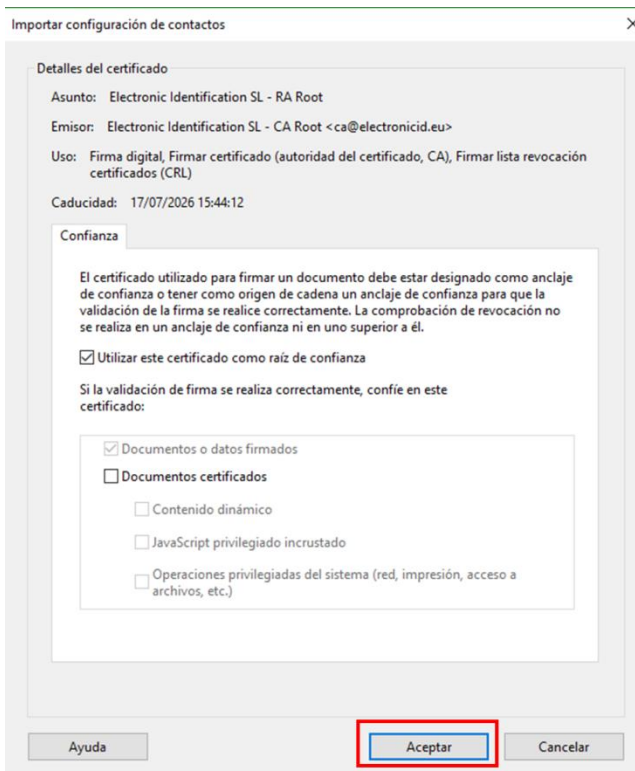 Importar configuración de contactos
Detalles del certificado
Asunto: Electronic Identification SL - RA Root
Emisor: Electronic Identification SL - CA Root <ca@electronicid.eu>
Uso: Firma digital, Firmar certificado (autoridad del certificado, CA), Firmar lista revocación
certificados (CRL)
Caducidad: 17/07/2026 15:44:12
Confianza
El certificado utilizado para firmar un documento debe estar designado como anclaje
de confianza o tener como origen de cadena un anclaje de confianza para que la
validación de la firma se realice correctamente. La comprobación de revocación no
se realiza en un anclaje de confianza ni en uno superior a él.
Utilizar este certificado como raíz de confianza
Si la validación de firma se realiza correctamente, confíe en este
certificado:
Documentos o datos firmados
Documentos certificados
Contenido dinámico
JavaScript privilegiado incrustado
Operaciones privilegiadas del sistema (red, impresión, acceso a
archivos, etc.)
Ayuda Aceptar Cancelar